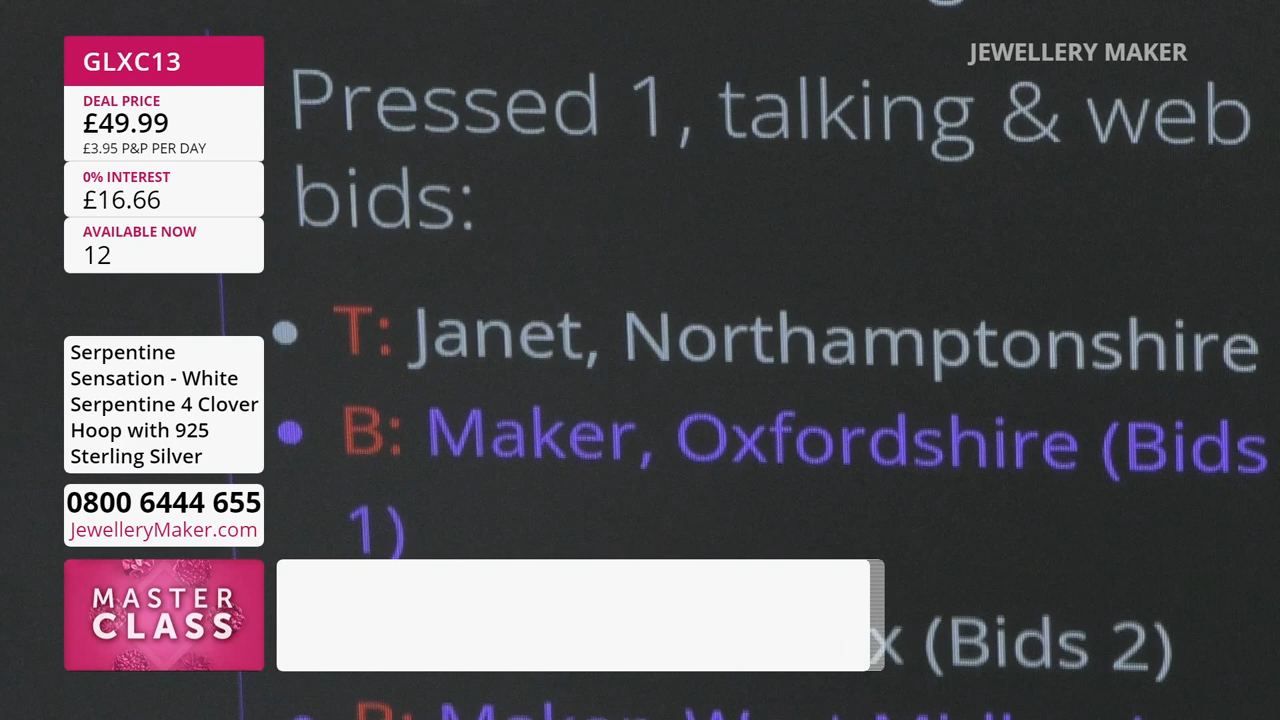 GLXC13
DEAL PRICE
£49.99
£3.95 P&P PER DAY
0% INTEREST
£16.66
AVAILABLE NOW
12
Serpentine
Sensation - White
Serpentine 4 Clover
Hoop with 925
Sterling Silver
0800 6444 655
JewelleryMaker.com
MASTER
CLASS
JEWELLERY MAKER
Pressed 1, talking & web
bids:
• T: Janet, Northamptonshire
• B: Maker, Oxfordshire (Bids
1)
x (Bids 2)
B: Maker, West